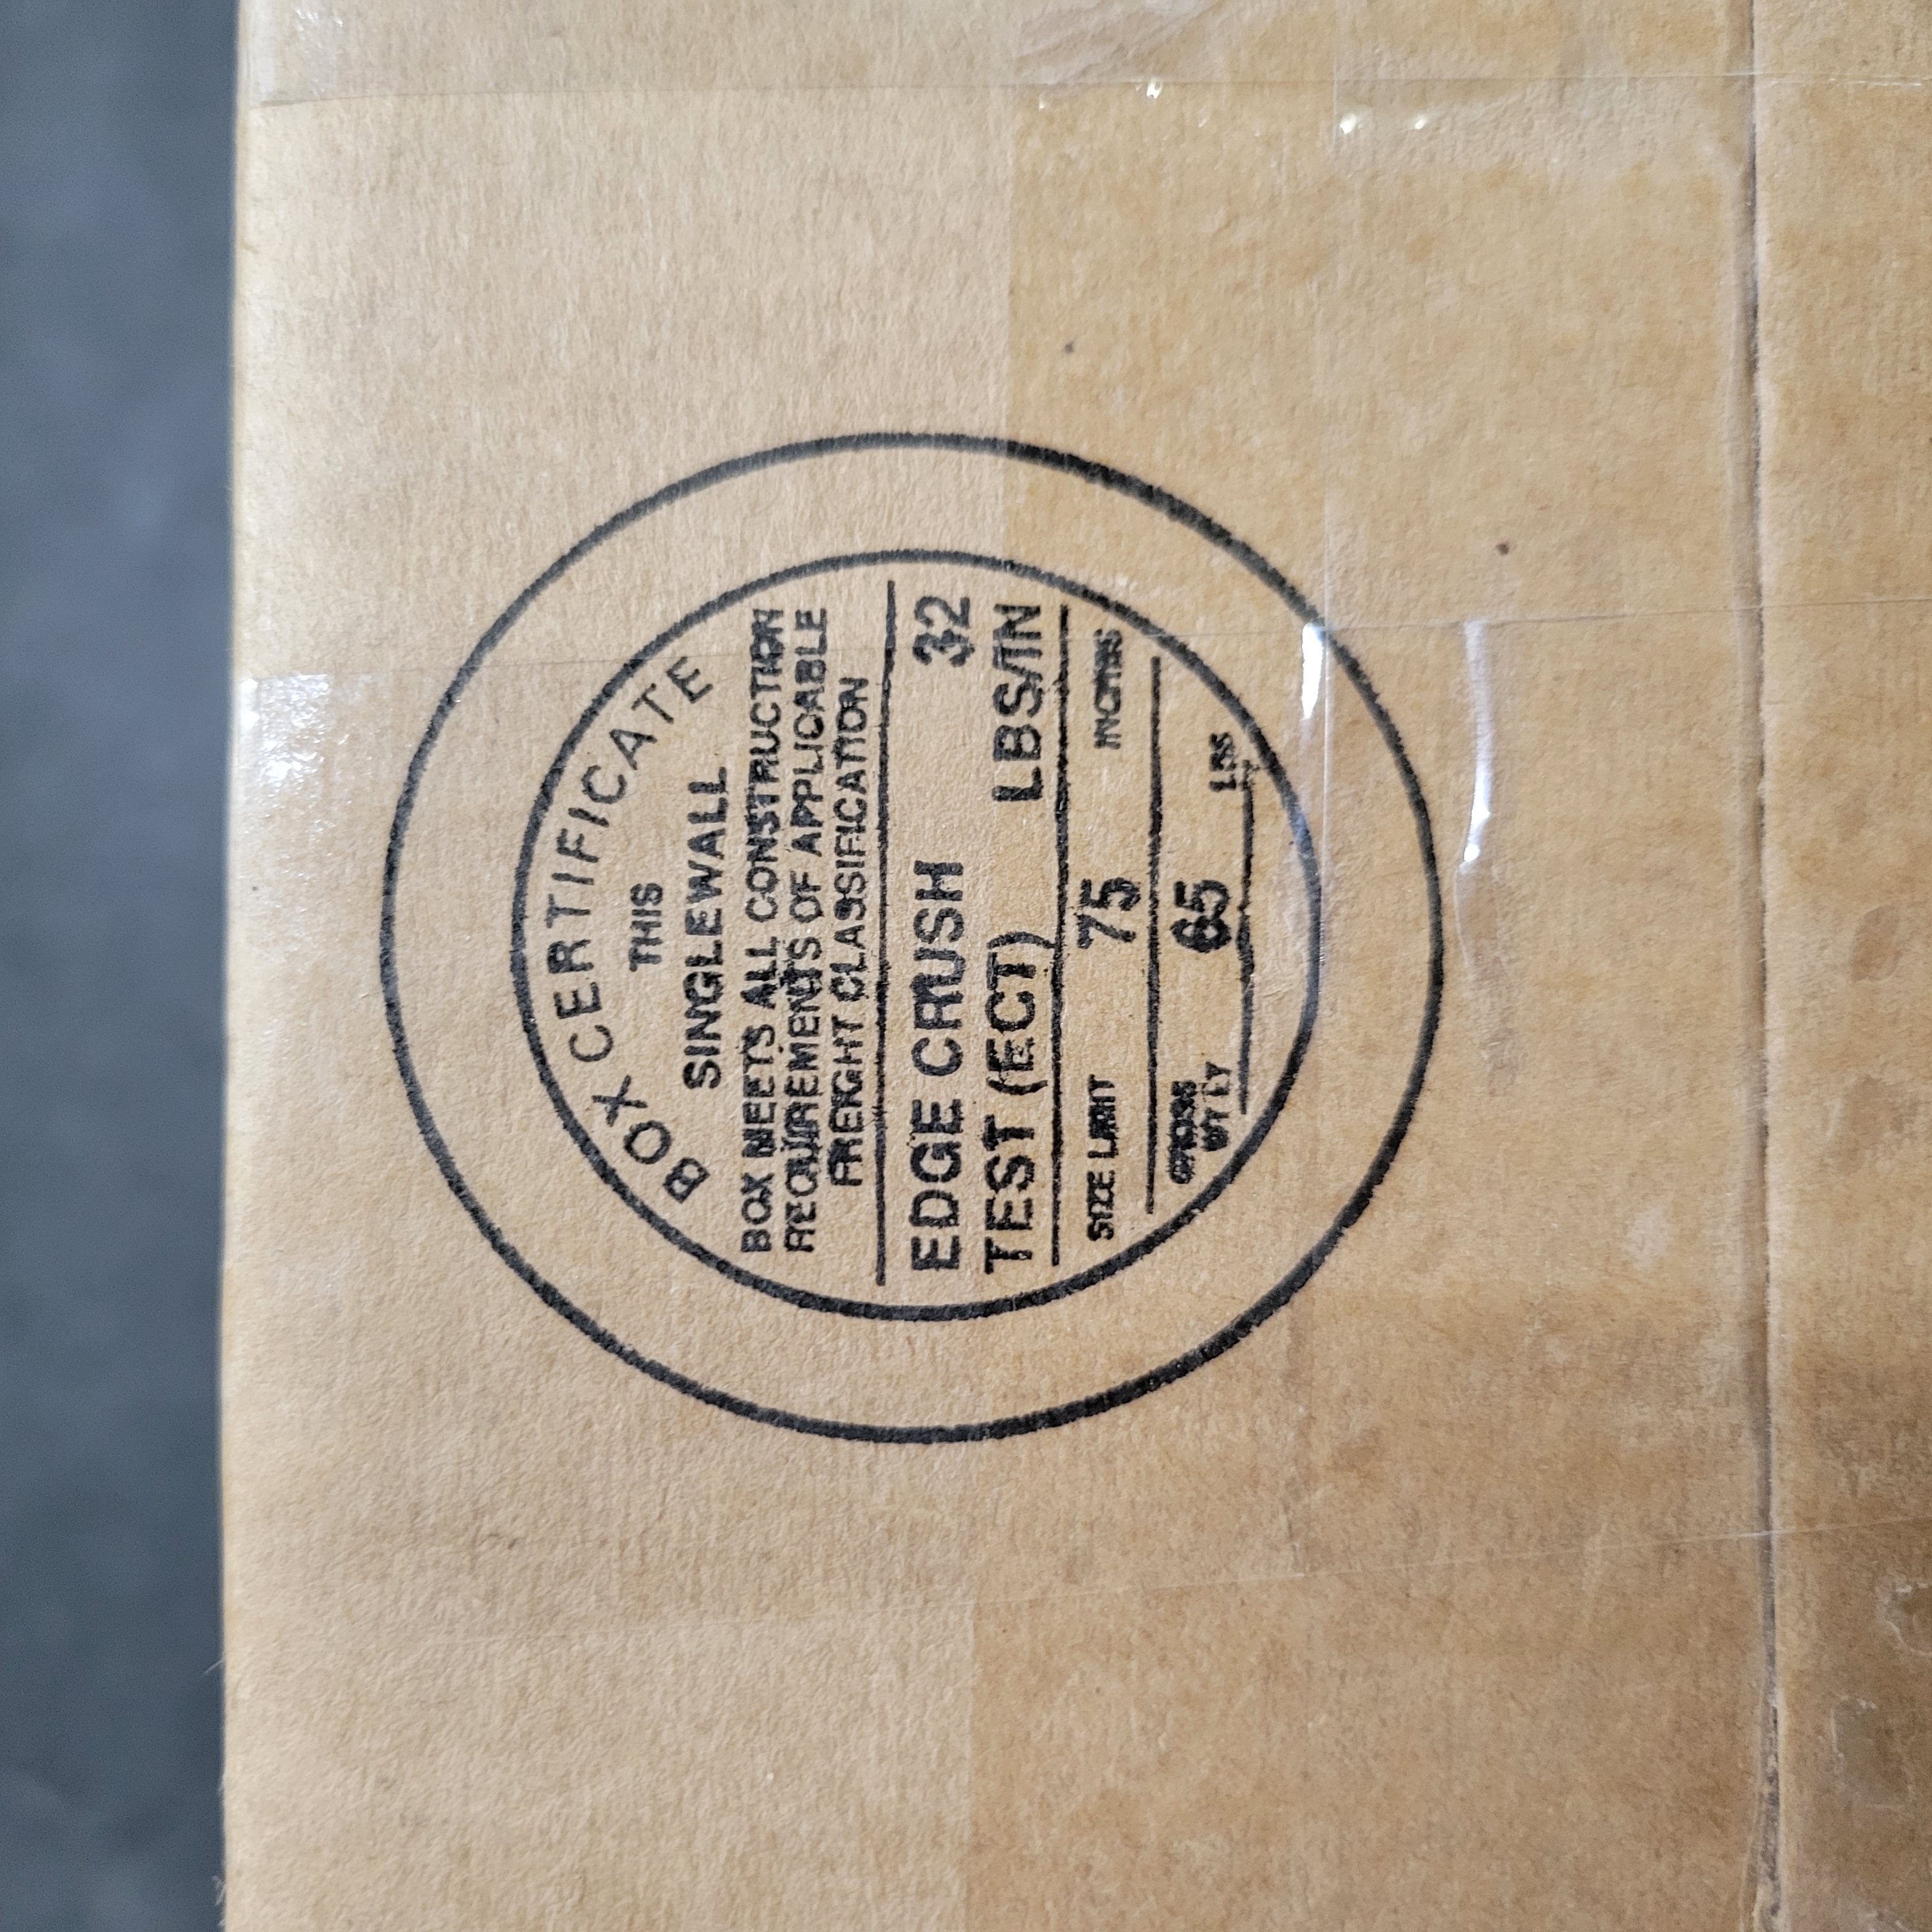 BOX CERTIFICATE
THIS
SINGLEWALL
BOX MEETS ALL CONSTRUCTION
REQUIREMENTS OF APPLICABLE
FREIGHT CLASSIFICATION
EDGE CRUSH 32
TEST (ECT) LBS/IN
SIZE LIMIT 75 INCHES
GROSS 65 LBS
WT LT